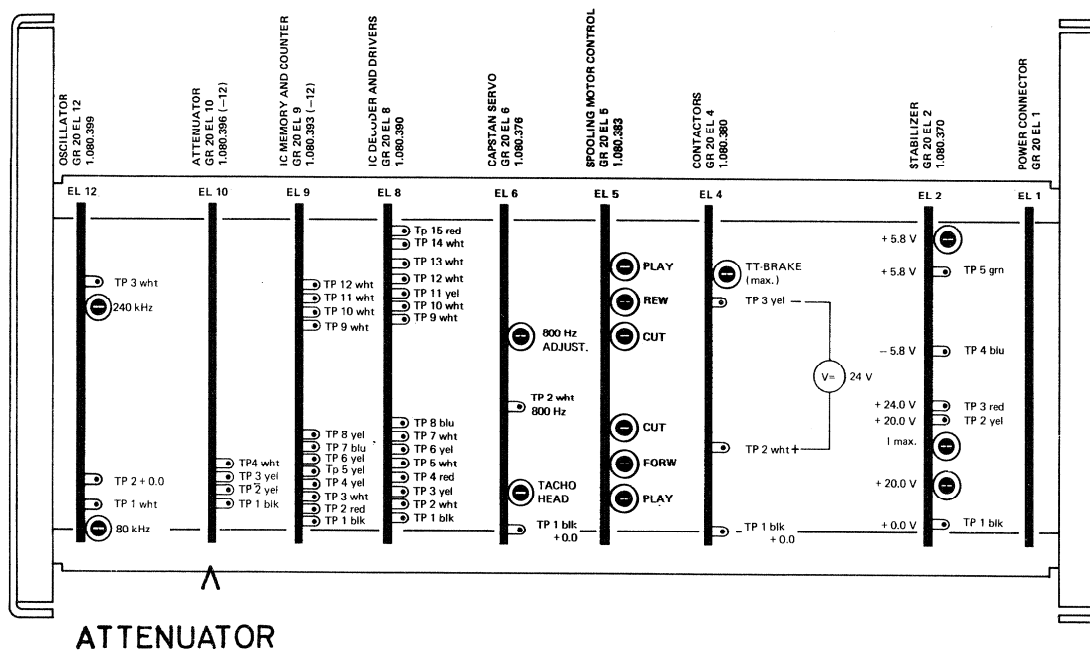 OSCILLATOR
GR 20 EL 12
1.080.399
ATTENUATOR
GR 20 EL 10
1.080.396 (–12)
IC MEMORY AND COUNTER
GR 20 EL 9
1.080.393 (–12)
IC DECODER AND DRIVERS
GR 20 EL 8
1.080.390
CAPSTAN SERVO
GR 20 EL 6
1.080.376
SPOOLING MOTOR CONTROL
GR 20 EL 5
1.080.383
CONTACTORS
GR 20 EL 4
1.080.380
STABILIZER
GR 20 EL 2
1.080.370
POWER CONNECTOR
GR 20 EL 1
EL 12
EL 10
EL 9
EL 8
EL 6
EL 5
EL 4
EL 2
EL 1
TP 3 wht
240 kHz
TP 2 + 0.0
TP 1 wht
80 kHz
TP4 wht
TP 3 yel
TP 2 yel
TP 1 blk
TP 12 wht
TP 11 wht
TP 10 wht
TP 9 wht
TP 8 yel
TP 7 blu
TP 6 yel
Tp 5 yel
TP 4 yel
TP 3 wht
TP 2 red
TP 1 blk
Tp 15 red
TP 14 wht
TP 13 wht
TP 12 wht
TP 11 yel
TP 10 wht
TP 9 wht
TP 8 blu
TP 7 wht
TP 6 yel
TP 5 wht
TP 4 red
TP 3 yel
TP 2 wht
TP 1 blk
800 Hz
ADJUST.
TP 2 wht
800 Hz
TACHO
HEAD
TP 1 blk
+0.0
PLAY
REW
CUT
CUT
FORW
PLAY
TT-BRAKE
(max.)
TP 3 yel
V=
24 V
TP 2 wht +
TP 1 blk
+ 0.0
+ 5.8 V
+ 5.8 V
TP 5 grn
– 5.8 V
TP 4 blu
+ 24.0 V
TP 3 red
+ 20.0 V
TP 2 yel
I max.
+ 20.0 V
+ 0.0 V
TP 1 blk
ATTENUATOR